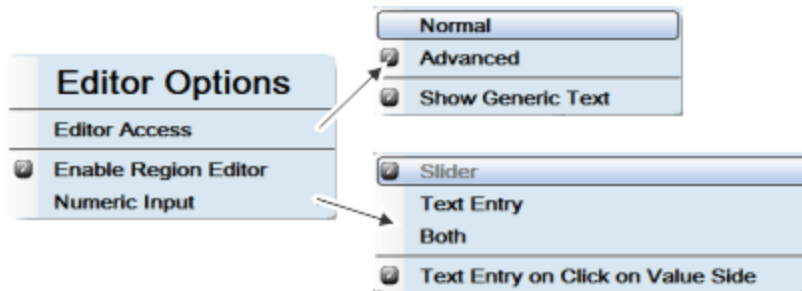 Editor Options
Editor Access
Enable Region Editor
Numeric Input
Normal
Advanced
Show Generic Text
Slider
Text Entry
Both
Text Entry on Click on Value Side